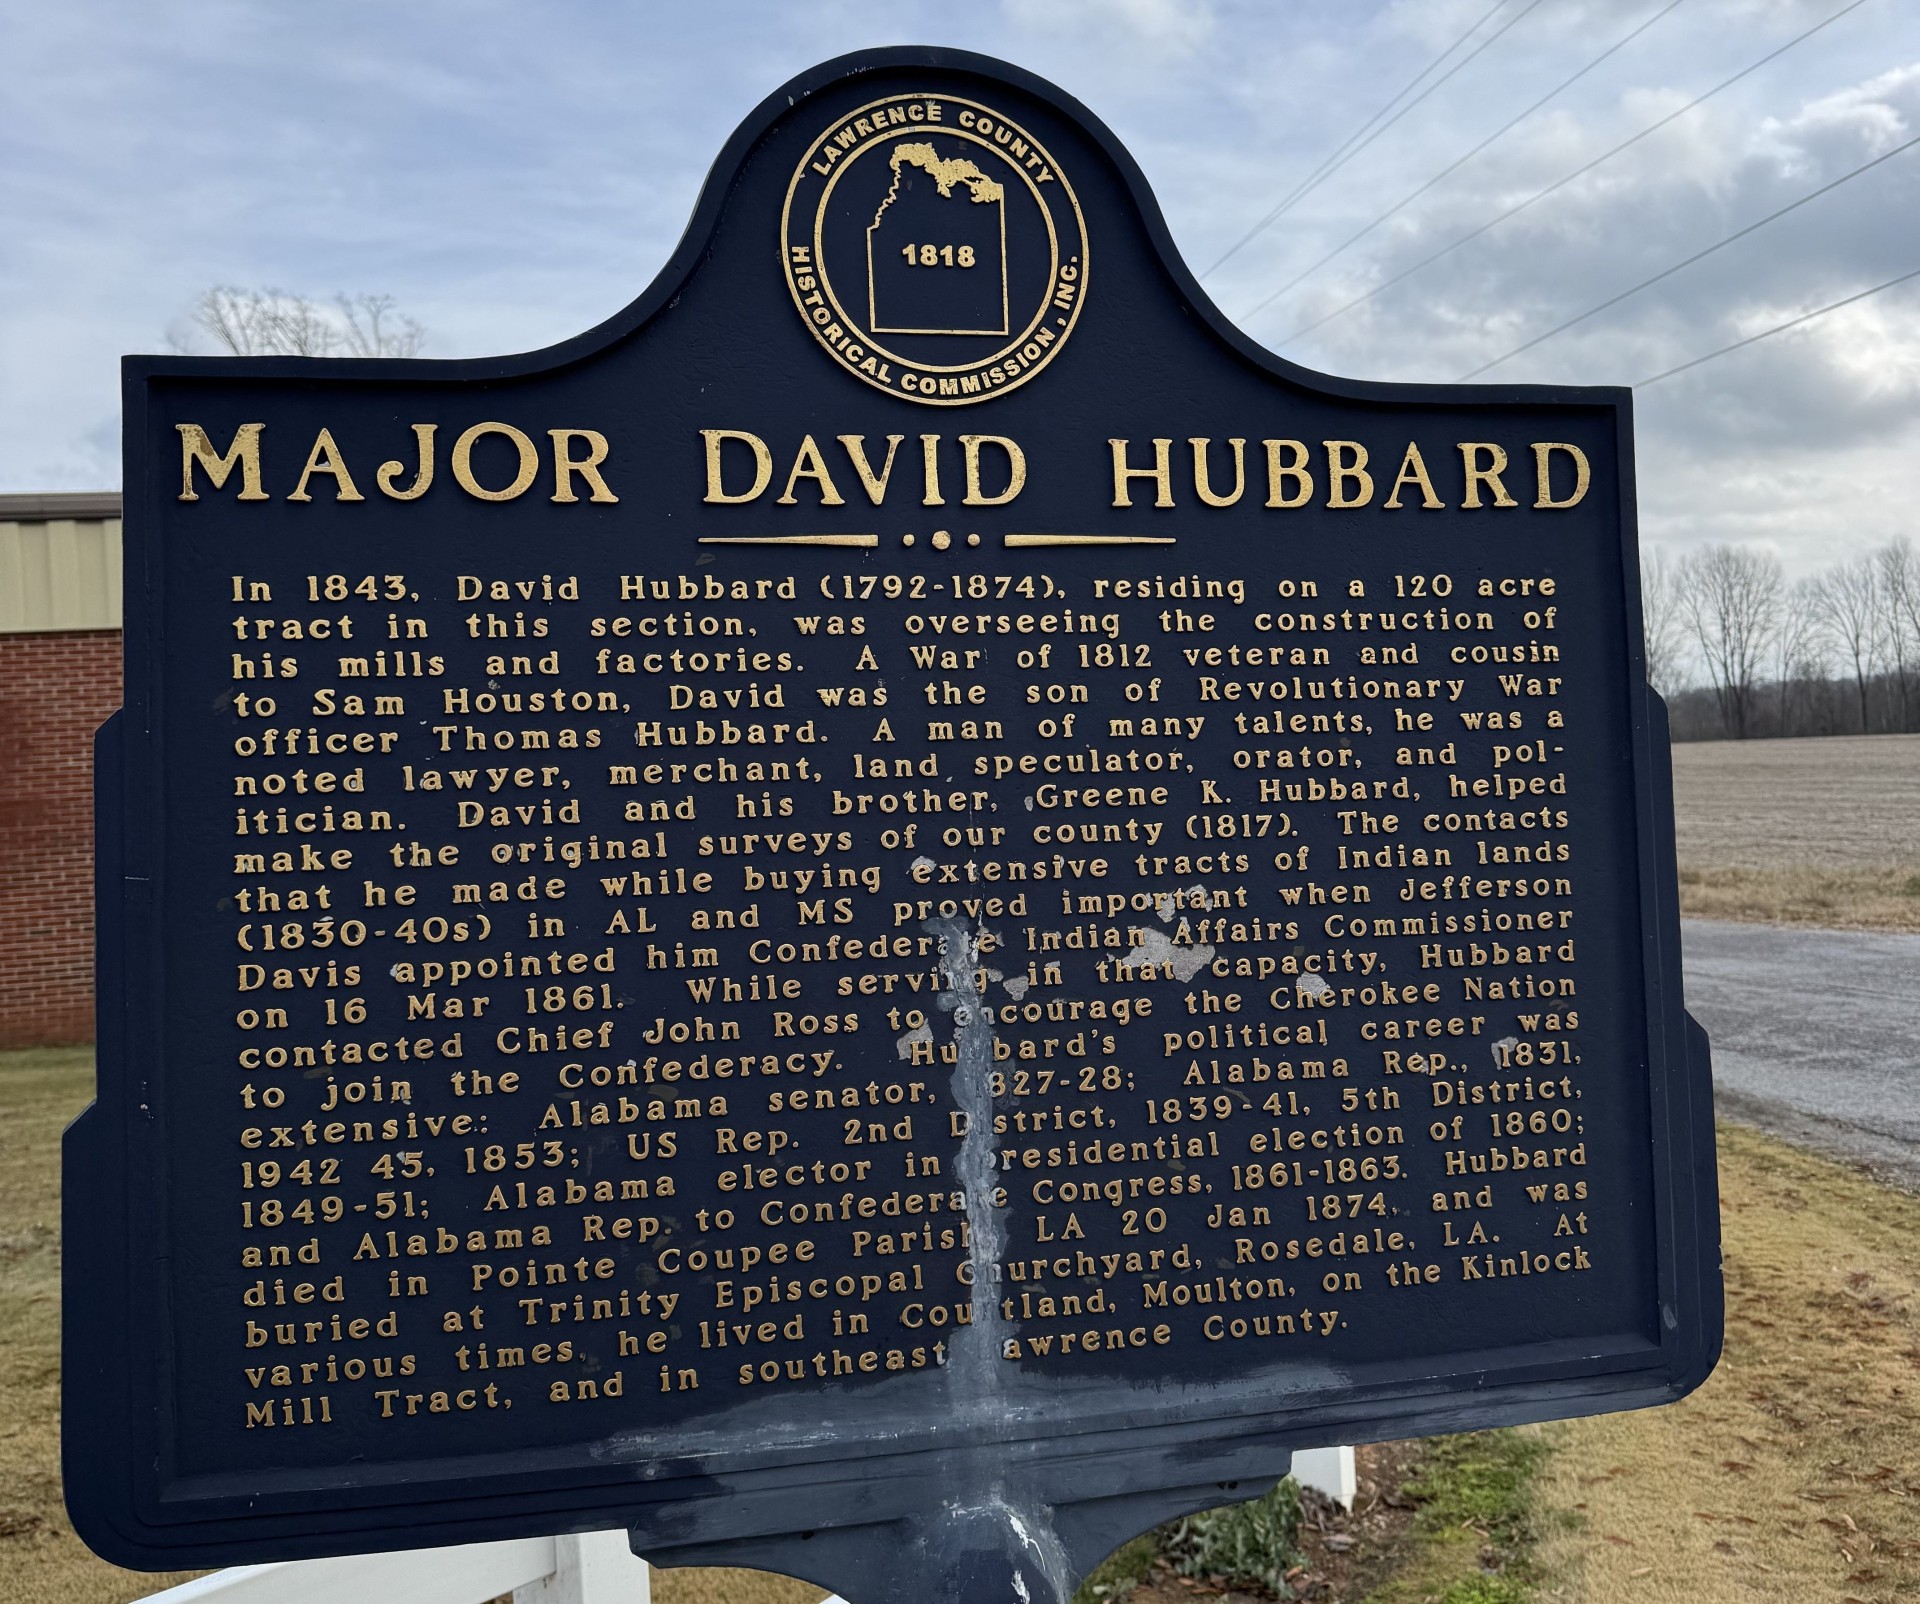 LAWRENCE COUNTY
1818
HISTORICAL COMMISSION, INC.
MAJOR DAVID HUBBARD
In 1843, David Hubbard (1792-1874), residing on a 120 acre
tract in this section, was overseeing the construction of
his mills and factories. A War of 1812 veteran and cousin
to Sam Houston, David was the son of Revolutionary War
officer Thomas Hubbard. A man of many talents, he was a
noted lawyer, merchant, land speculator, orator, and pol-
itician. David and his brother, Greene K. Hubbard, helped
make the original surveys of our county (1817). The contacts
that he made while buying extensive tracts of Indian lands
(1830-40s) in AL and MS proved important when Jefferson
Davis appointed him Confederate Indian Affairs Commissioner
on 16 Mar 1861. While serving in that capacity, Hubbard
contacted Chief John Ross to encourage the Cherokee Nation
to join the Confederacy. Hubbard's political career was
extensive: Alabama senator, 1827-28; Alabama Rep., 1831,
1942 45, 1853; US Rep. 2nd District, 1839-41, 5th District,
1849-51; Alabama elector in presidential election of 1860;
and Alabama Rep. to Confederate Congress, 1861-1863. Hubbard
died in Pointe Coupee Parish LA 20 Jan 1874, and was
buried at Trinity Episcopal Churchyard, Rosedale, LA. At
various times, he lived in Courtland, Moulton, on the Kinlock
Mill Tract, and in southeast Lawrence County.